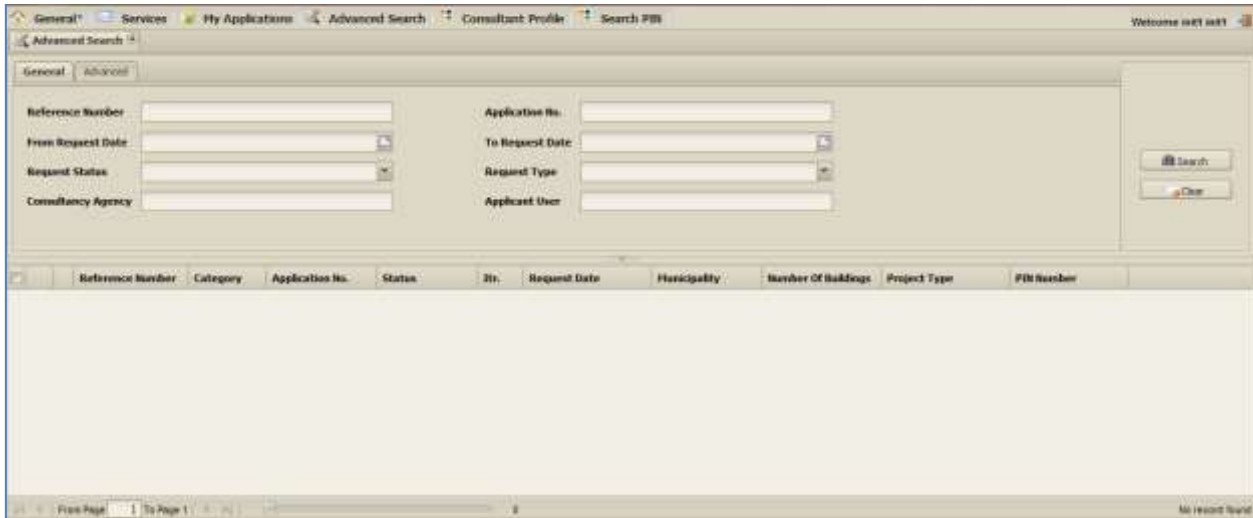 General* Services My Applications Advanced Search Consultant Profile Search PIN
Advanced Search
General Advanced
Reference Number Application No.
From Request Date To Request Date
Request Status Request Type
Search
Consultancy Agency Applicant User
Clear
Reference Number Category Application No. Status Request Date Municipality Number Of Buildings Project Type PIN Number
From Page 1 To Page 1 No record found